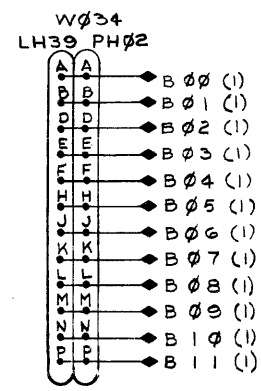 WØ34
LH39 PHØ2
A A B ØØ (1)
B B B Ø1 (1)
D D B Ø2 (1)
E E B Ø3 (1)
F F B Ø4 (1)
H H B Ø5 (1)
J J B Ø6 (1)
K K B Ø7 (1)
L L B Ø8 (1)
M M B Ø9 (1)
N N B 1Ø (1)
P P B 11 (1)